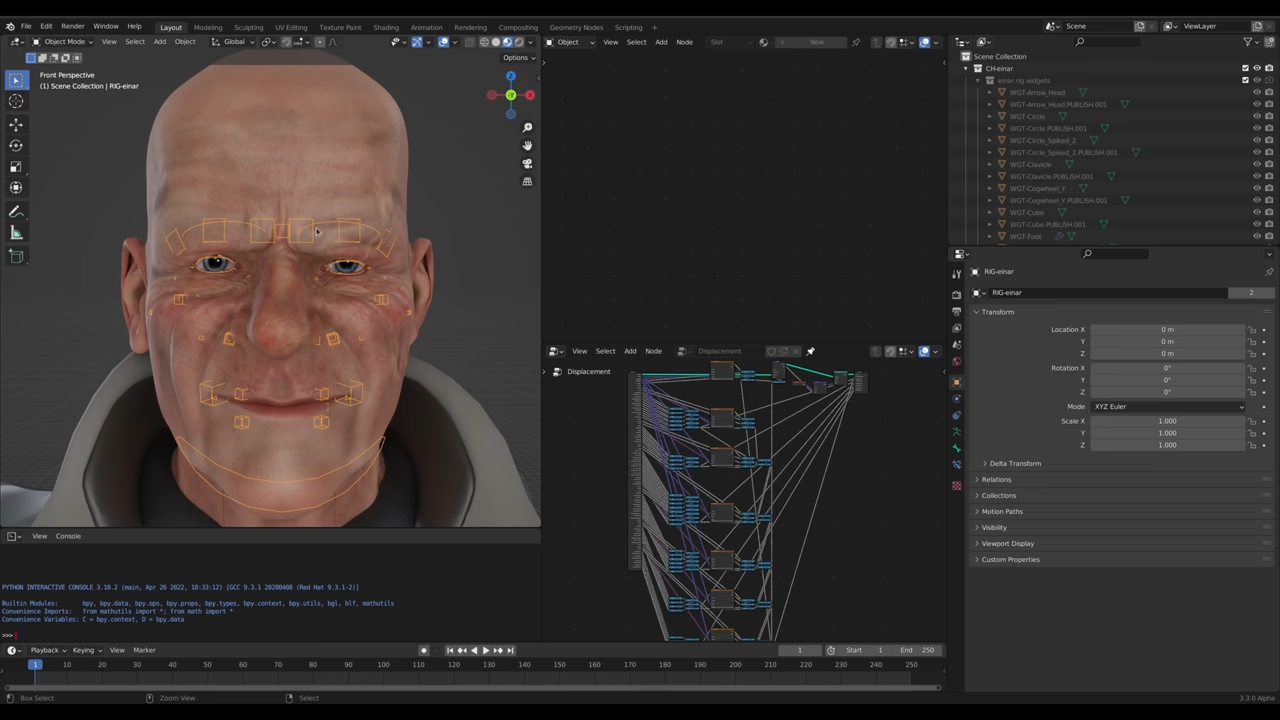 File Edit Render Window Help Layout Modeling Sculpting UV Editing Texture Paint Shading Animation Rendering Compositing Geometry Nodes Scripting + Scene ViewLayer
Object Mode View Select Add Object Global
Options
Front Perspective
(1) Scene Collection | RIG-einar
Z
Y
X
Object View Select Add Node Slot New
View Select Add Node Displacement
Displacement
Scene Collection
CH-einar
einar.rig-widgets
WGT-Arrow_Head
WGT-Arrow_Head.PUBLISH.001
WGT-Circle
WGT-Circle.PUBLISH.001
WGT-Circle_Spiked_2
WGT-Circle_Spiked_2.PUBLISH.001
WGT-Clavicle
WGT-Clavicle.PUBLISH.001
WGT-Cogwheel_Y
WGT-Cogwheel_Y.PUBLISH.001
WGT-Cube
WGT-Cube.PUBLISH.001
WGT-Foot
RIG-einar
RIG-einar 2
Transform
Location X 0 m
Y 0 m
Z 0 m
Rotation X 0°
Y 0°
Z 0°
Mode XYZ Euler
Scale X 1.000
Y 1.000
Z 1.000
Delta Transform
Relations
Collections
Motion Paths
Visibility
Viewport Display
Custom Properties
View Console
PYTHON INTERACTIVE CONSOLE 3.10.2 (main, Apr 26 2022, 10:33:12) [GCC 9.3.1 20200408 (Red Hat 9.3.1-2)]
Builtin Modules: bpy, bpy.data, bpy.ops, bpy.props, bpy.types, bpy.context, bpy.utils, bgl, blf, mathutils
Convenience Imports: from mathutils import *; from math import *
Convenience Variables: C = bpy.context, D = bpy.data
>>>
Playback Keying View Marker 1 Start 1 End 250
1 10 20 30 40 50 60 70 80 90 100 110 120 130 140 150 160 170 180 190 200 210 220 230 240 250
Box Select Zoom View Select 3.3.0 Alpha